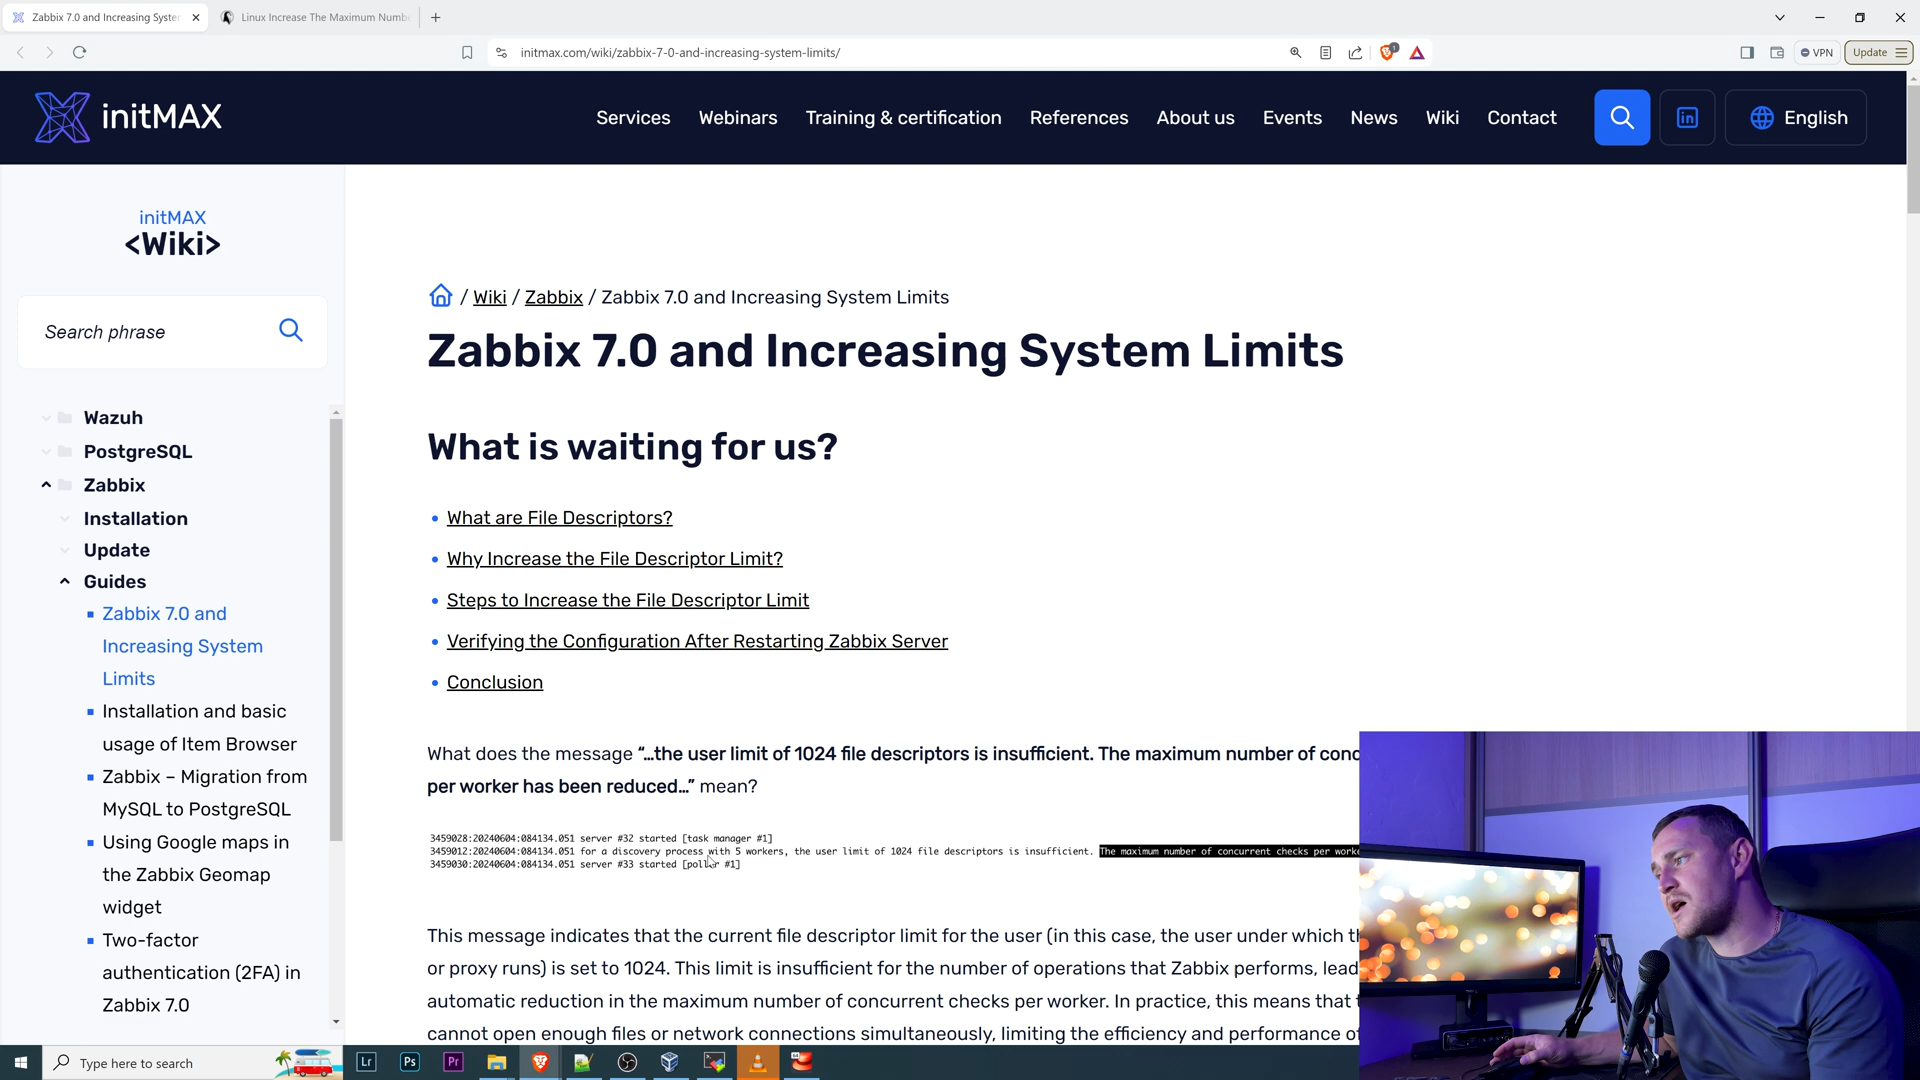 Zabbix 7.0 and Increasing Syste
Linux Increase The Maximum Numb
initmax.com/wiki/zabbix-7-0-and-increasing-system-limits/
1
VPN
Update
initMAX
Services
Webinars
Training & certification
References
About us
Events
News
Wiki
Contact
in
English
initMAX
<Wiki>
Search phrase
Wazuh
PostgreSQL
Zabbix
Installation
Update
Guides
Zabbix 7.0 and
Increasing System
Limits
Installation and basic
usage of Item Browser
Zabbix – Migration from
MySQL to PostgreSQL
Using Google maps in
the Zabbix Geomap
widget
Two-factor
authentication (2FA) in
Zabbix 7.0
/ Wiki / Zabbix / Zabbix 7.0 and Increasing System Limits
Zabbix 7.0 and Increasing System Limits
What is waiting for us?
What are File Descriptors?
Why Increase the File Descriptor Limit?
Steps to Increase the File Descriptor Limit
Verifying the Configuration After Restarting Zabbix Server
Conclusion
What does the message “…the user limit of 1024 file descriptors is insufficient. The maximum number of conc
per worker has been reduced…” mean?
3459028:20240604:084134.051 server #32 started [task manager #1]
3459012:20240604:084134.051 for a discovery process with 5 workers, the user limit of 1024 file descriptors is insufficient. The maximum number of concurrent checks per worke
3459030:20240604:084134.051 server #33 started [poller #1]
This message indicates that the current file descriptor limit for the user (in this case, the user under which th
or proxy runs) is set to 1024. This limit is insufficient for the number of operations that Zabbix performs, lead
automatic reduction in the maximum number of concurrent checks per worker. In practice, this means that
cannot open enough files or network connections simultaneously, limiting the efficiency and performance of
Type here to search
Lr
Ps
Pr